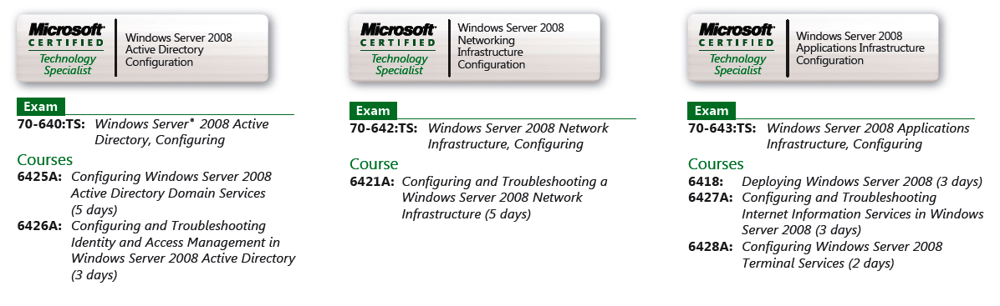 Microsoft®
CERTIFIED
Technology
Specialist
Windows Server 2008
Active Directory
Configuration
Exam
70-640:TS: Windows Server® 2008 Active
Directory, Configuring
Courses
6425A: Configuring Windows Server 2008
Active Directory Domain Services
(5 days)
6426A: Configuring and Troubleshooting
Identity and Access Management in
Windows Server 2008 Active Directory
(3 days)
Microsoft®
CERTIFIED
Technology
Specialist
Windows Server 2008
Networking
Infrastructure
Configuration
Exam
70-642:TS: Windows Server 2008 Network
Infrastructure, Configuring
Course
6421A: Configuring and Troubleshooting a
Windows Server 2008 Network
Infrastructure (5 days)
Microsoft®
CERTIFIED
Technology
Specialist
Windows Server 2008
Applications Infrastructure
Configuration
Exam
70-643:TS: Windows Server 2008 Applications
Infrastructure, Configuring
Courses
6418: Deploying Windows Server 2008 (3 days)
6427A: Configuring and Troubleshooting
Internet Information Services in Windows
Server 2008 (3 days)
6428A: Configuring Windows Server 2008
Terminal Services (2 days)